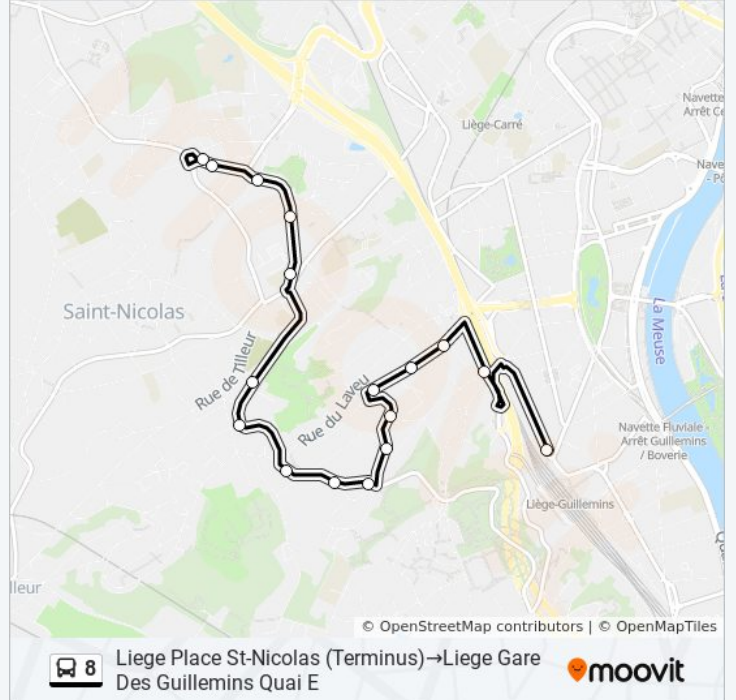 Navette
Arrêt Ce
Liège-Carré
Nave
- Pô
Saint-Nicolas
La Meuse
Rue de Tilleur
Rue du Laveu
Navette Fluviale -
Arrêt Guillemins
/ Boverie
Liège-Guillemins
lleur
© OpenStreetMap contributors | © OpenMapTiles
8
Liege Place St-Nicolas (Terminus)→Liege Gare
Des Guillemins Quai E
moovit